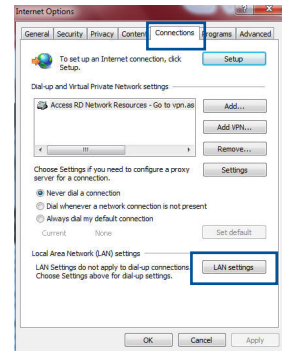 Internet Options
General Security Privacy Content Connections Programs Advanced
To set up an Internet connection, click
Setup.
Setup
Dial-up and Virtual Private Network settings
Access RD Network Resources - Go to vpn.as
Add...
Add VPN...
Remove...
Choose Settings if you need to configure a proxy
server for a connection.
Settings
Never dial a connection
Dial whenever a network connection is not present
Always dial my default connection
Current None
Set default
Local Area Network (LAN) settings
LAN Settings do not apply to dial-up connections.
Choose Settings above for dial-up settings.
LAN settings
OK Cancel Apply